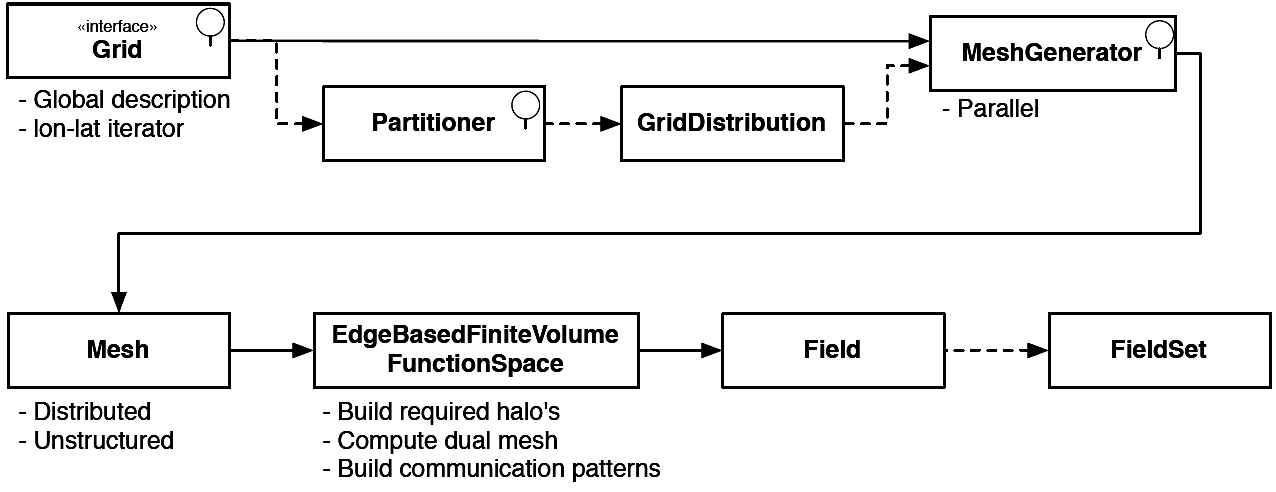 «interface»
Grid
- Global description
- lon-lat iterator
Partitioner
GridDistribution
MeshGenerator
- Parallel
Mesh
- Distributed
- Unstructured
EdgeBasedFiniteVolume
FunctionSpace
- Build required halo's
- Compute dual mesh
- Build communication patterns
Field
FieldSet